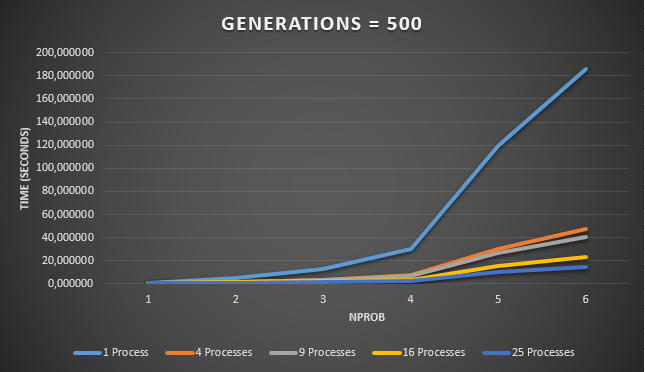 GENERATIONS = 500
200,000000
180,000000
160,000000
140,000000
120,000000
100,000000
80,000000
60,000000
40,000000
20,000000
0,000000
TIME (SECONDS)
1 2 3 4 5 6
NPROB
1 Process 4 Processes 9 Processes 16 Processes 25 Processes